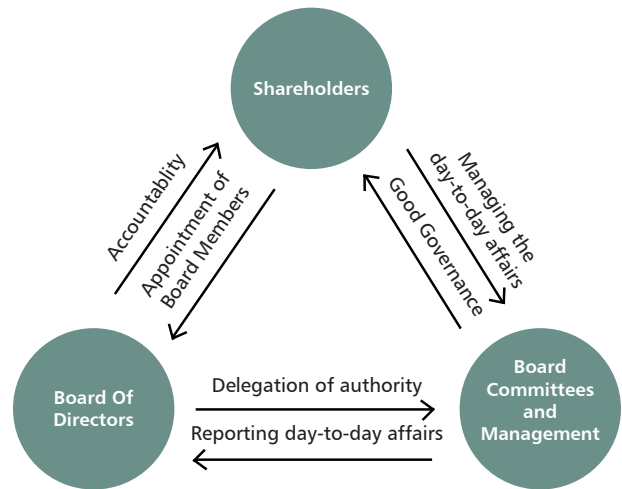 Shareholders
Accountablity
Appointment of
Board Members
Managing the
day-to-day affairs
Good Governance
Board Of
Directors
Delegation of authority
Reporting day-to-day affairs
Board
Committees
and
Management